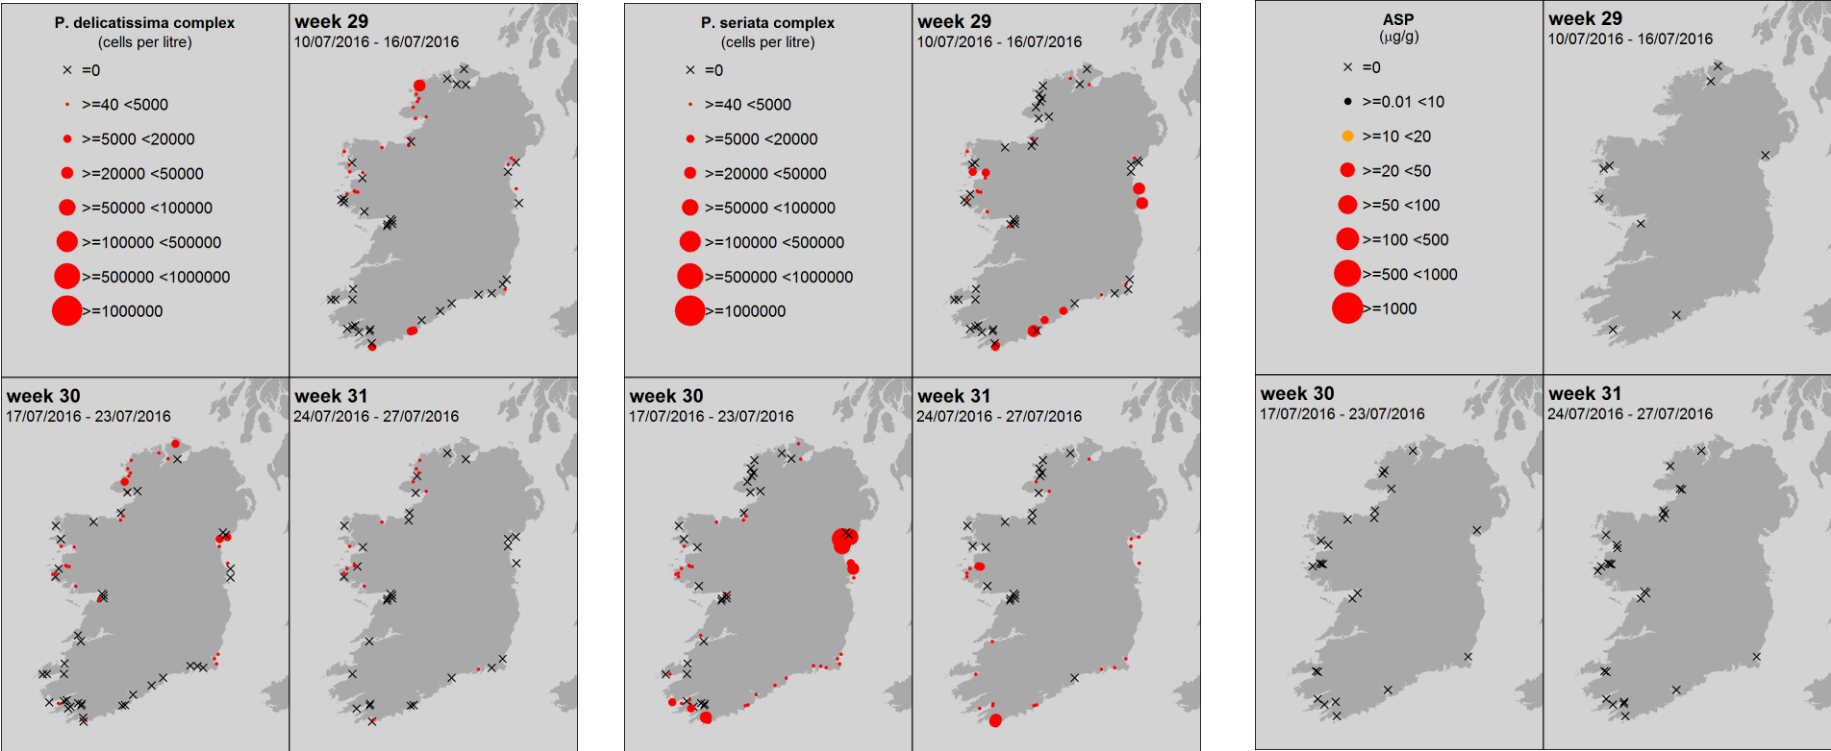 P. delicatissima complex
(cells per litre)
=0
>=40 <5000
>=5000 <20000
>=20000 <50000
>=50000 <100000
>=100000 <500000
>=500000 <1000000
>=1000000
week 29
10/07/2016 - 16/07/2016
week 30
17/07/2016 - 23/07/2016
week 31
24/07/2016 - 27/07/2016
P. seriata complex
(cells per litre)
=0
>=40 <5000
>=5000 <20000
>=20000 <50000
>=50000 <100000
>=100000 <500000
>=500000 <1000000
>=1000000
week 29
10/07/2016 - 16/07/2016
week 30
17/07/2016 - 23/07/2016
week 31
24/07/2016 - 27/07/2016
ASP
(µg/g)
=0
>=0.01 <10
>=10 <20
>=20 <50
>=50 <100
>=100 <500
>=500 <1000
>=1000
week 29
10/07/2016 - 16/07/2016
week 30
17/07/2016 - 23/07/2016
week 31
24/07/2016 - 27/07/2016